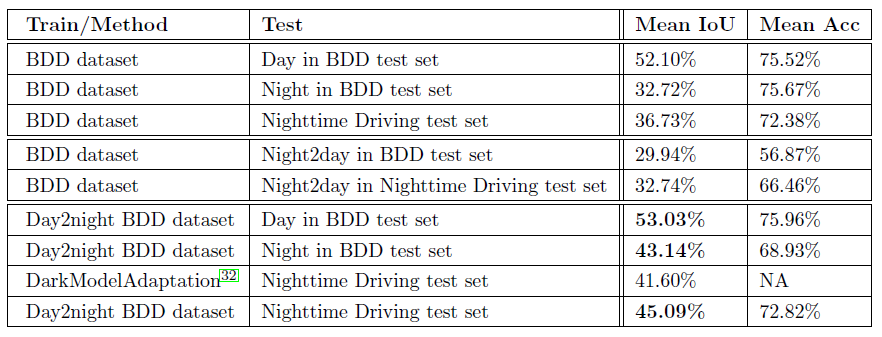 Train/Method Test Mean IoU Mean Acc
BDD dataset Day in BDD test set 52.10% 75.52%
BDD dataset Night in BDD test set 32.72% 75.67%
BDD dataset Nighttime Driving test set 36.73% 72.38%
BDD dataset Night2day in BDD test set 29.94% 56.87%
BDD dataset Night2day in Nighttime Driving test set 32.74% 66.46%
Day2night BDD dataset Day in BDD test set 53.03% 75.96%
Day2night BDD dataset Night in BDD test set 43.14% 68.93%
DarkModelAdaptation32 Nighttime Driving test set 41.60% NA
Day2night BDD dataset Nighttime Driving test set 45.09% 72.82%